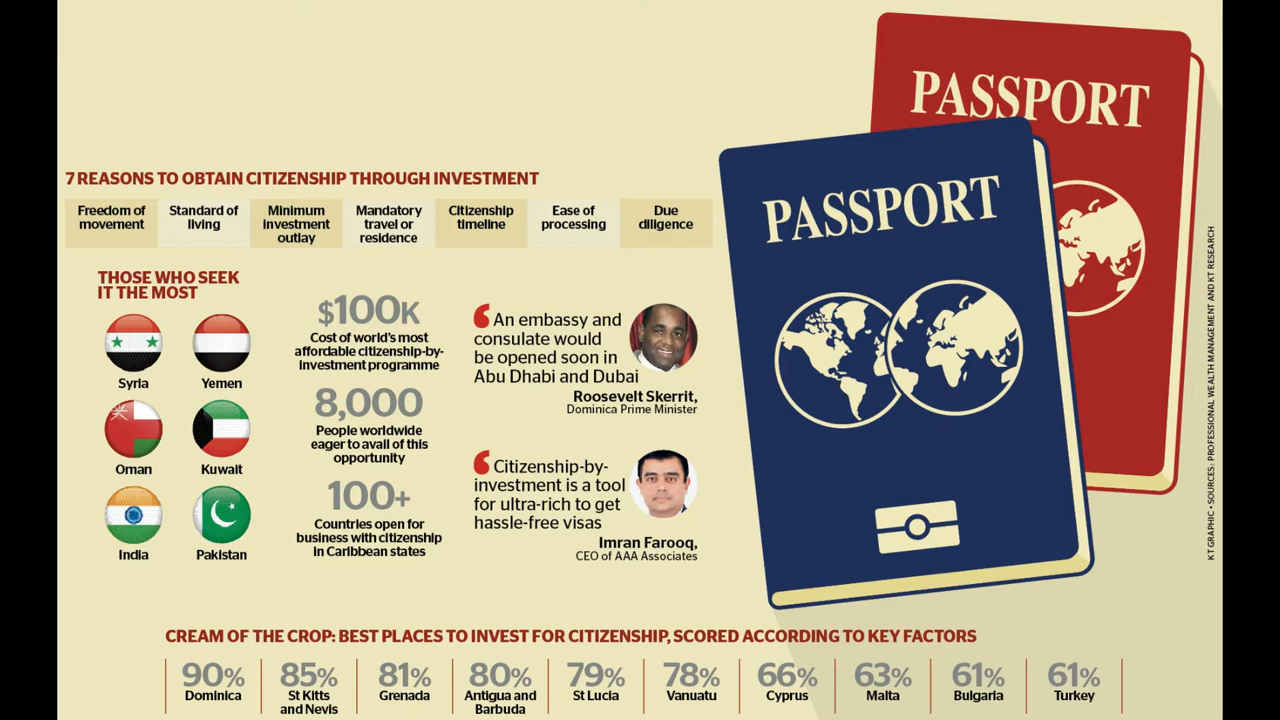 PASSPORT
PASSPORT
7 REASONS TO OBTAIN CITIZENSHIP THROUGH INVESTMENT
Freedom of
movement
Standard of
living
Minimum
investment
outlay
Mandatory
travel or
residence
Citizenship
timeline
Ease of
processing
Due
diligence
THOSE WHO SEEK
IT THE MOST
Syria
Yemen
Oman
Kuwait
India
Pakistan
$100K
Cost of world's most
affordable citizenship-by-
investment programme
8,000
People worldwide
eager to avail of this
opportunity
100+
Countries open for
business with citizenship
in Caribbean states
An embassy and
consulate would
be opened soon in
Abu Dhabi and Dubai
Roosevelt Skerrit,
Dominica Prime Minister
Citizenship-by-
investment is a tool
for ultra-rich to get
hassle-free visas
Imran Farooq,
CEO of AAA Associates
KT GRAPHIC • SOURCES: PROFESSIONAL WEALTH MANAGEMENT AND KT RESEARCH
CREAM OF THE CROP: BEST PLACES TO INVEST FOR CITIZENSHIP, SCORED ACCORDING TO KEY FACTORS
90%
Dominica
85%
St Kitts
and Nevis
81%
Grenada
80%
Antigua and
Barbuda
79%
St Lucia
78%
Vanuatu
66%
Cyprus
63%
Malta
61%
Bulgaria
61%
Turkey